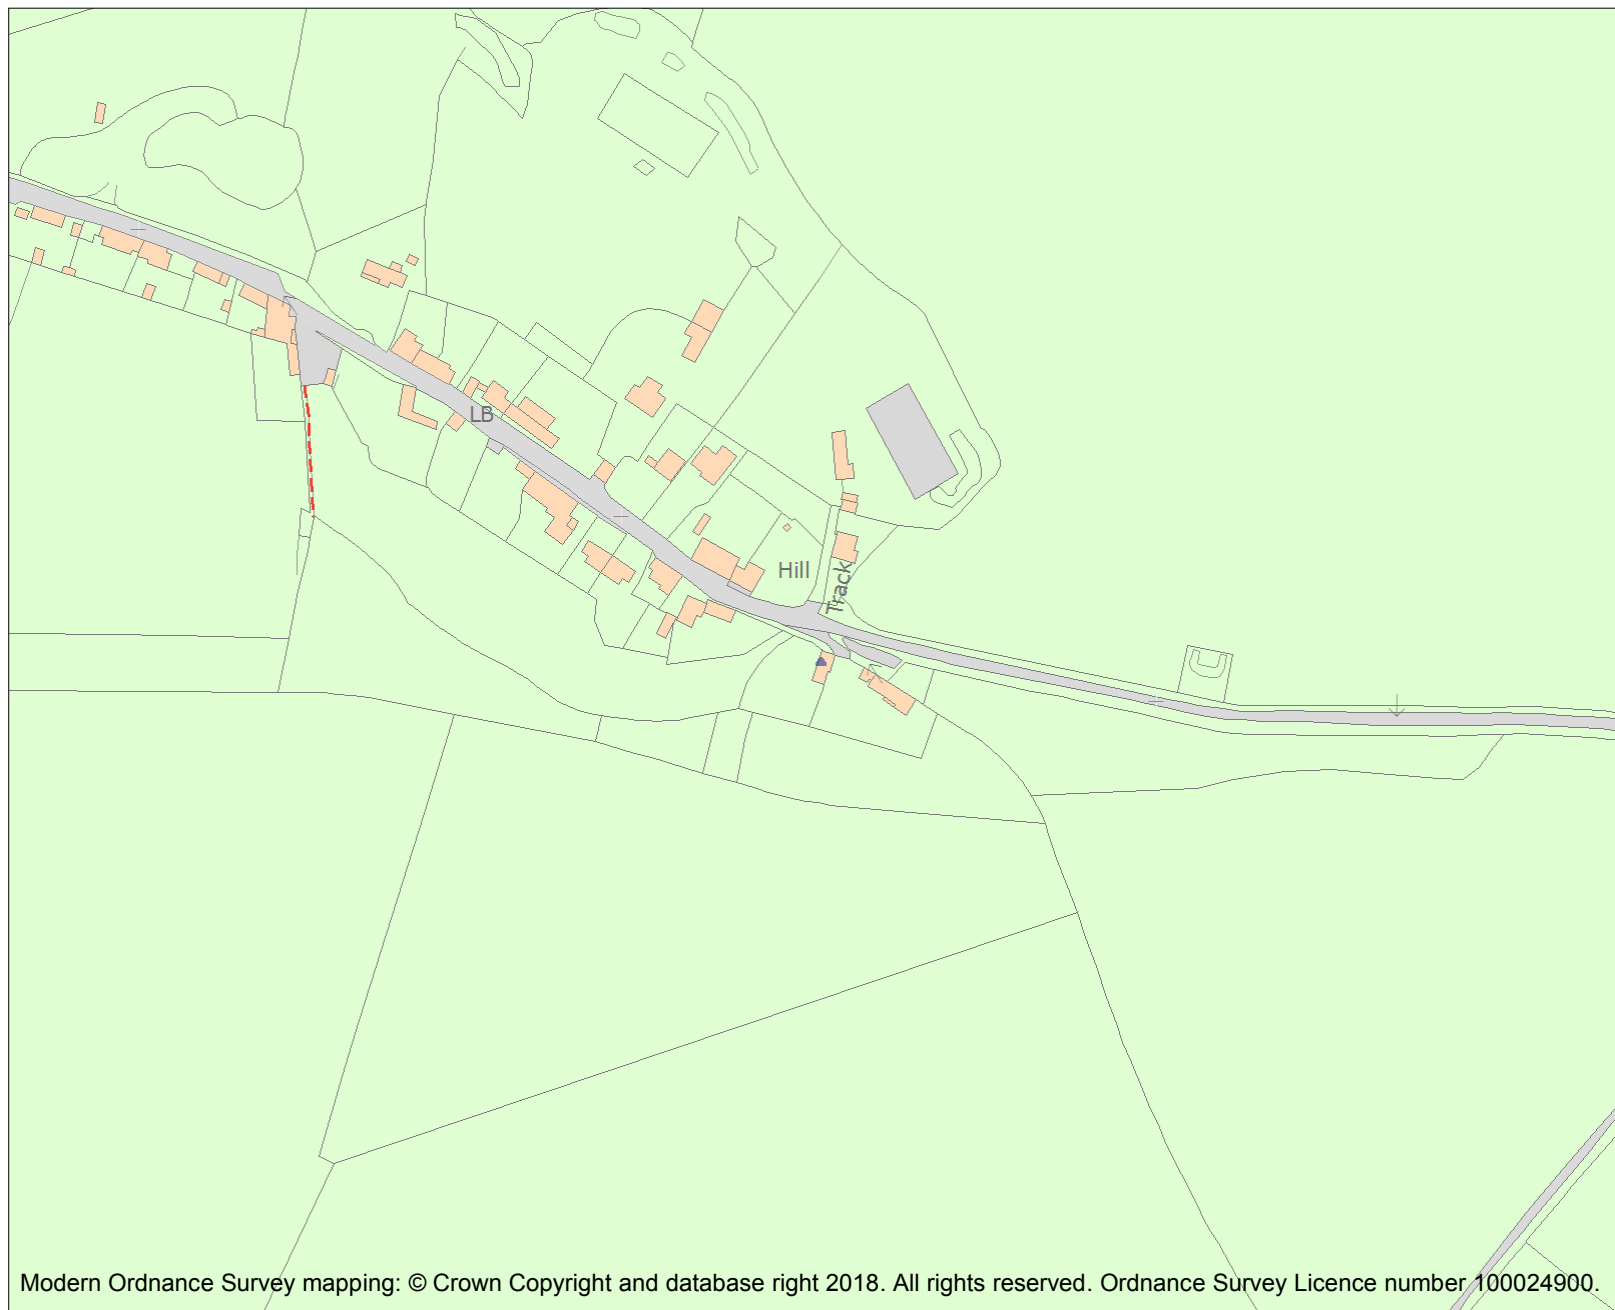 LB
Hill
Track
Modern Ordnance Survey mapping: © Crown Copyright and database right 2018. All rights reserved. Ordnance Survey Licence number 100024900.